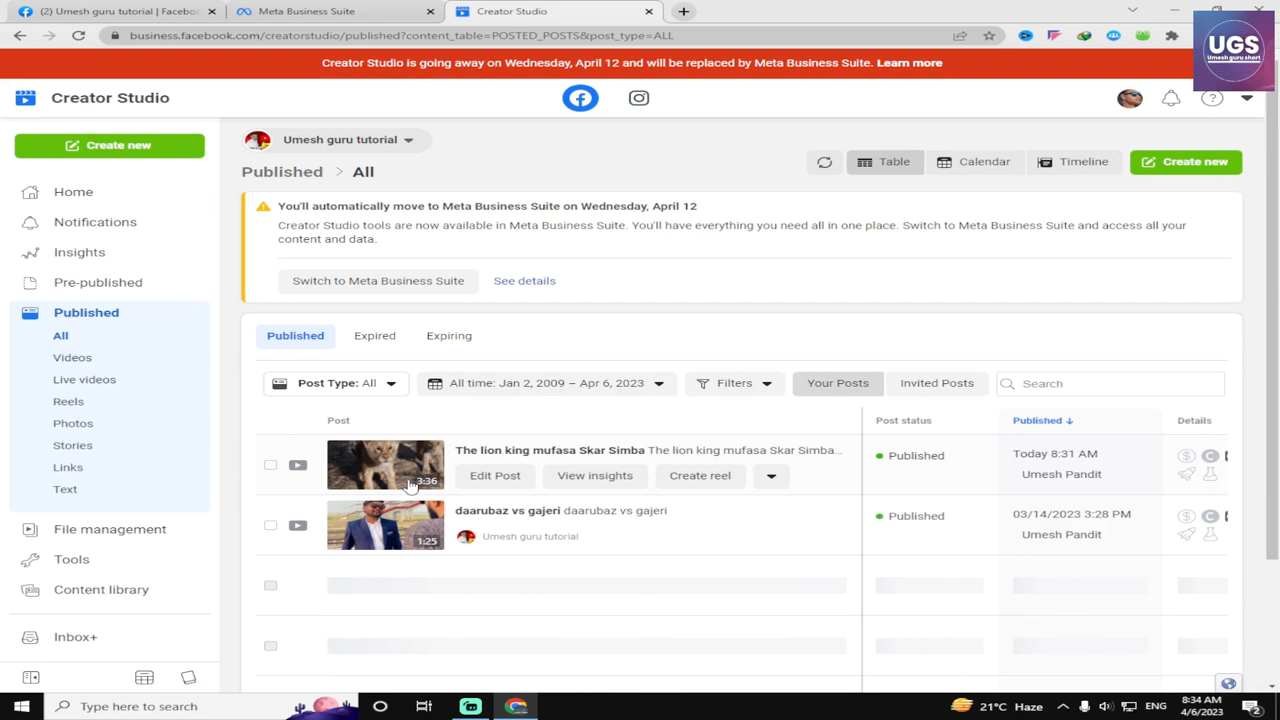 (2) Umesh guru tutorial | Facebo
Meta Business Suite
Creator Studio
business.facebook.com/creatorstudio/published?content_table=POSTED_POSTS&post_type=ALL
UGS
Umesh guru short
Creator Studio is going away on Wednesday, April 12 and will be replaced by Meta Business Suite. Learn more
Creator Studio
Create new
Home
Notifications
Insights
Pre-published
Published
All
Videos
Live videos
Reels
Photos
Stories
Links
Text
File management
Tools
Content library
Inbox+
Umesh guru tutorial
Published > All
Table
Calendar
Timeline
Create new
You'll automatically move to Meta Business Suite on Wednesday, April 12
Creator Studio tools are now available in Meta Business Suite. You'll have everything you need all in one place. Switch to Meta Business Suite and access all your
content and data.
Switch to Meta Business Suite
See details
Published
Expired
Expiring
Post Type: All
All time: Jan 2, 2009 – Apr 6, 2023
Filters
Your Posts
Invited Posts
Search
Post
Post status
Published ↓
Details
3:36
The lion king mufasa Skar Simba The lion king mufasa Skar Simba...
Edit Post
View insights
Create reel
Published
Today 8:31 AM
Umesh Pandit
1:25
daarubaz vs gajeri daarubaz vs gajeri
Umesh guru tutorial
Published
03/14/2023 3:28 PM
Umesh Pandit
Type here to search
21°C Haze
ENG
8:34 AM
4/6/2023
2